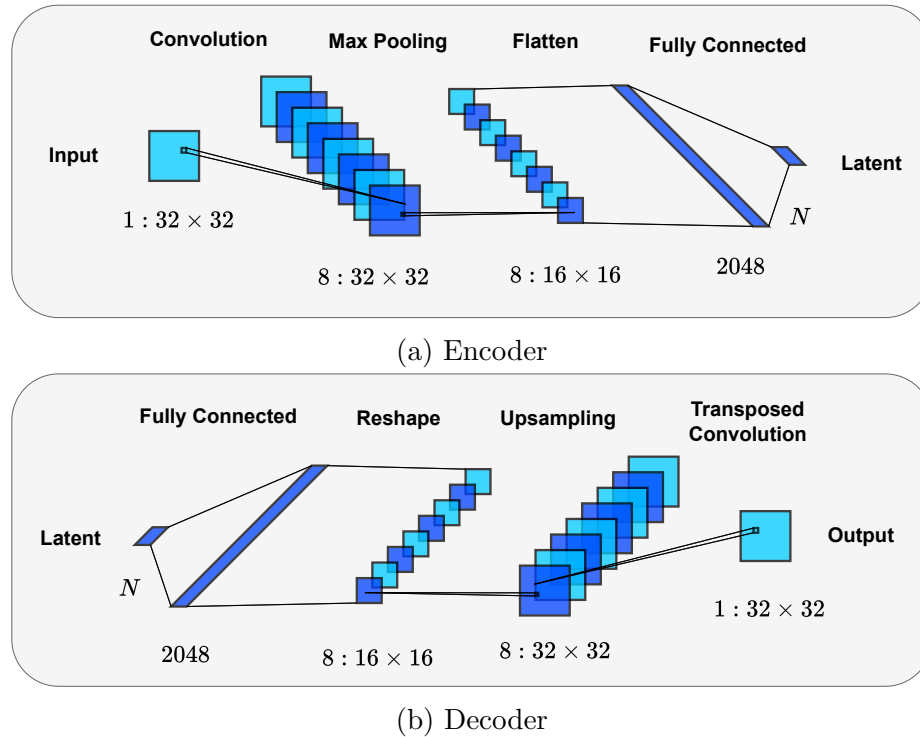 Convolution Max Pooling Flatten Fully Connected
Input
Latent
1 : 32 × 32
N
8 : 32 × 32
8 : 16 × 16
2048
(a) Encoder
Fully Connected Reshape Upsampling Transposed
Convolution
Latent
Output
N
1 : 32 × 32
2048
8 : 16 × 16
8 : 32 × 32
(b) Decoder